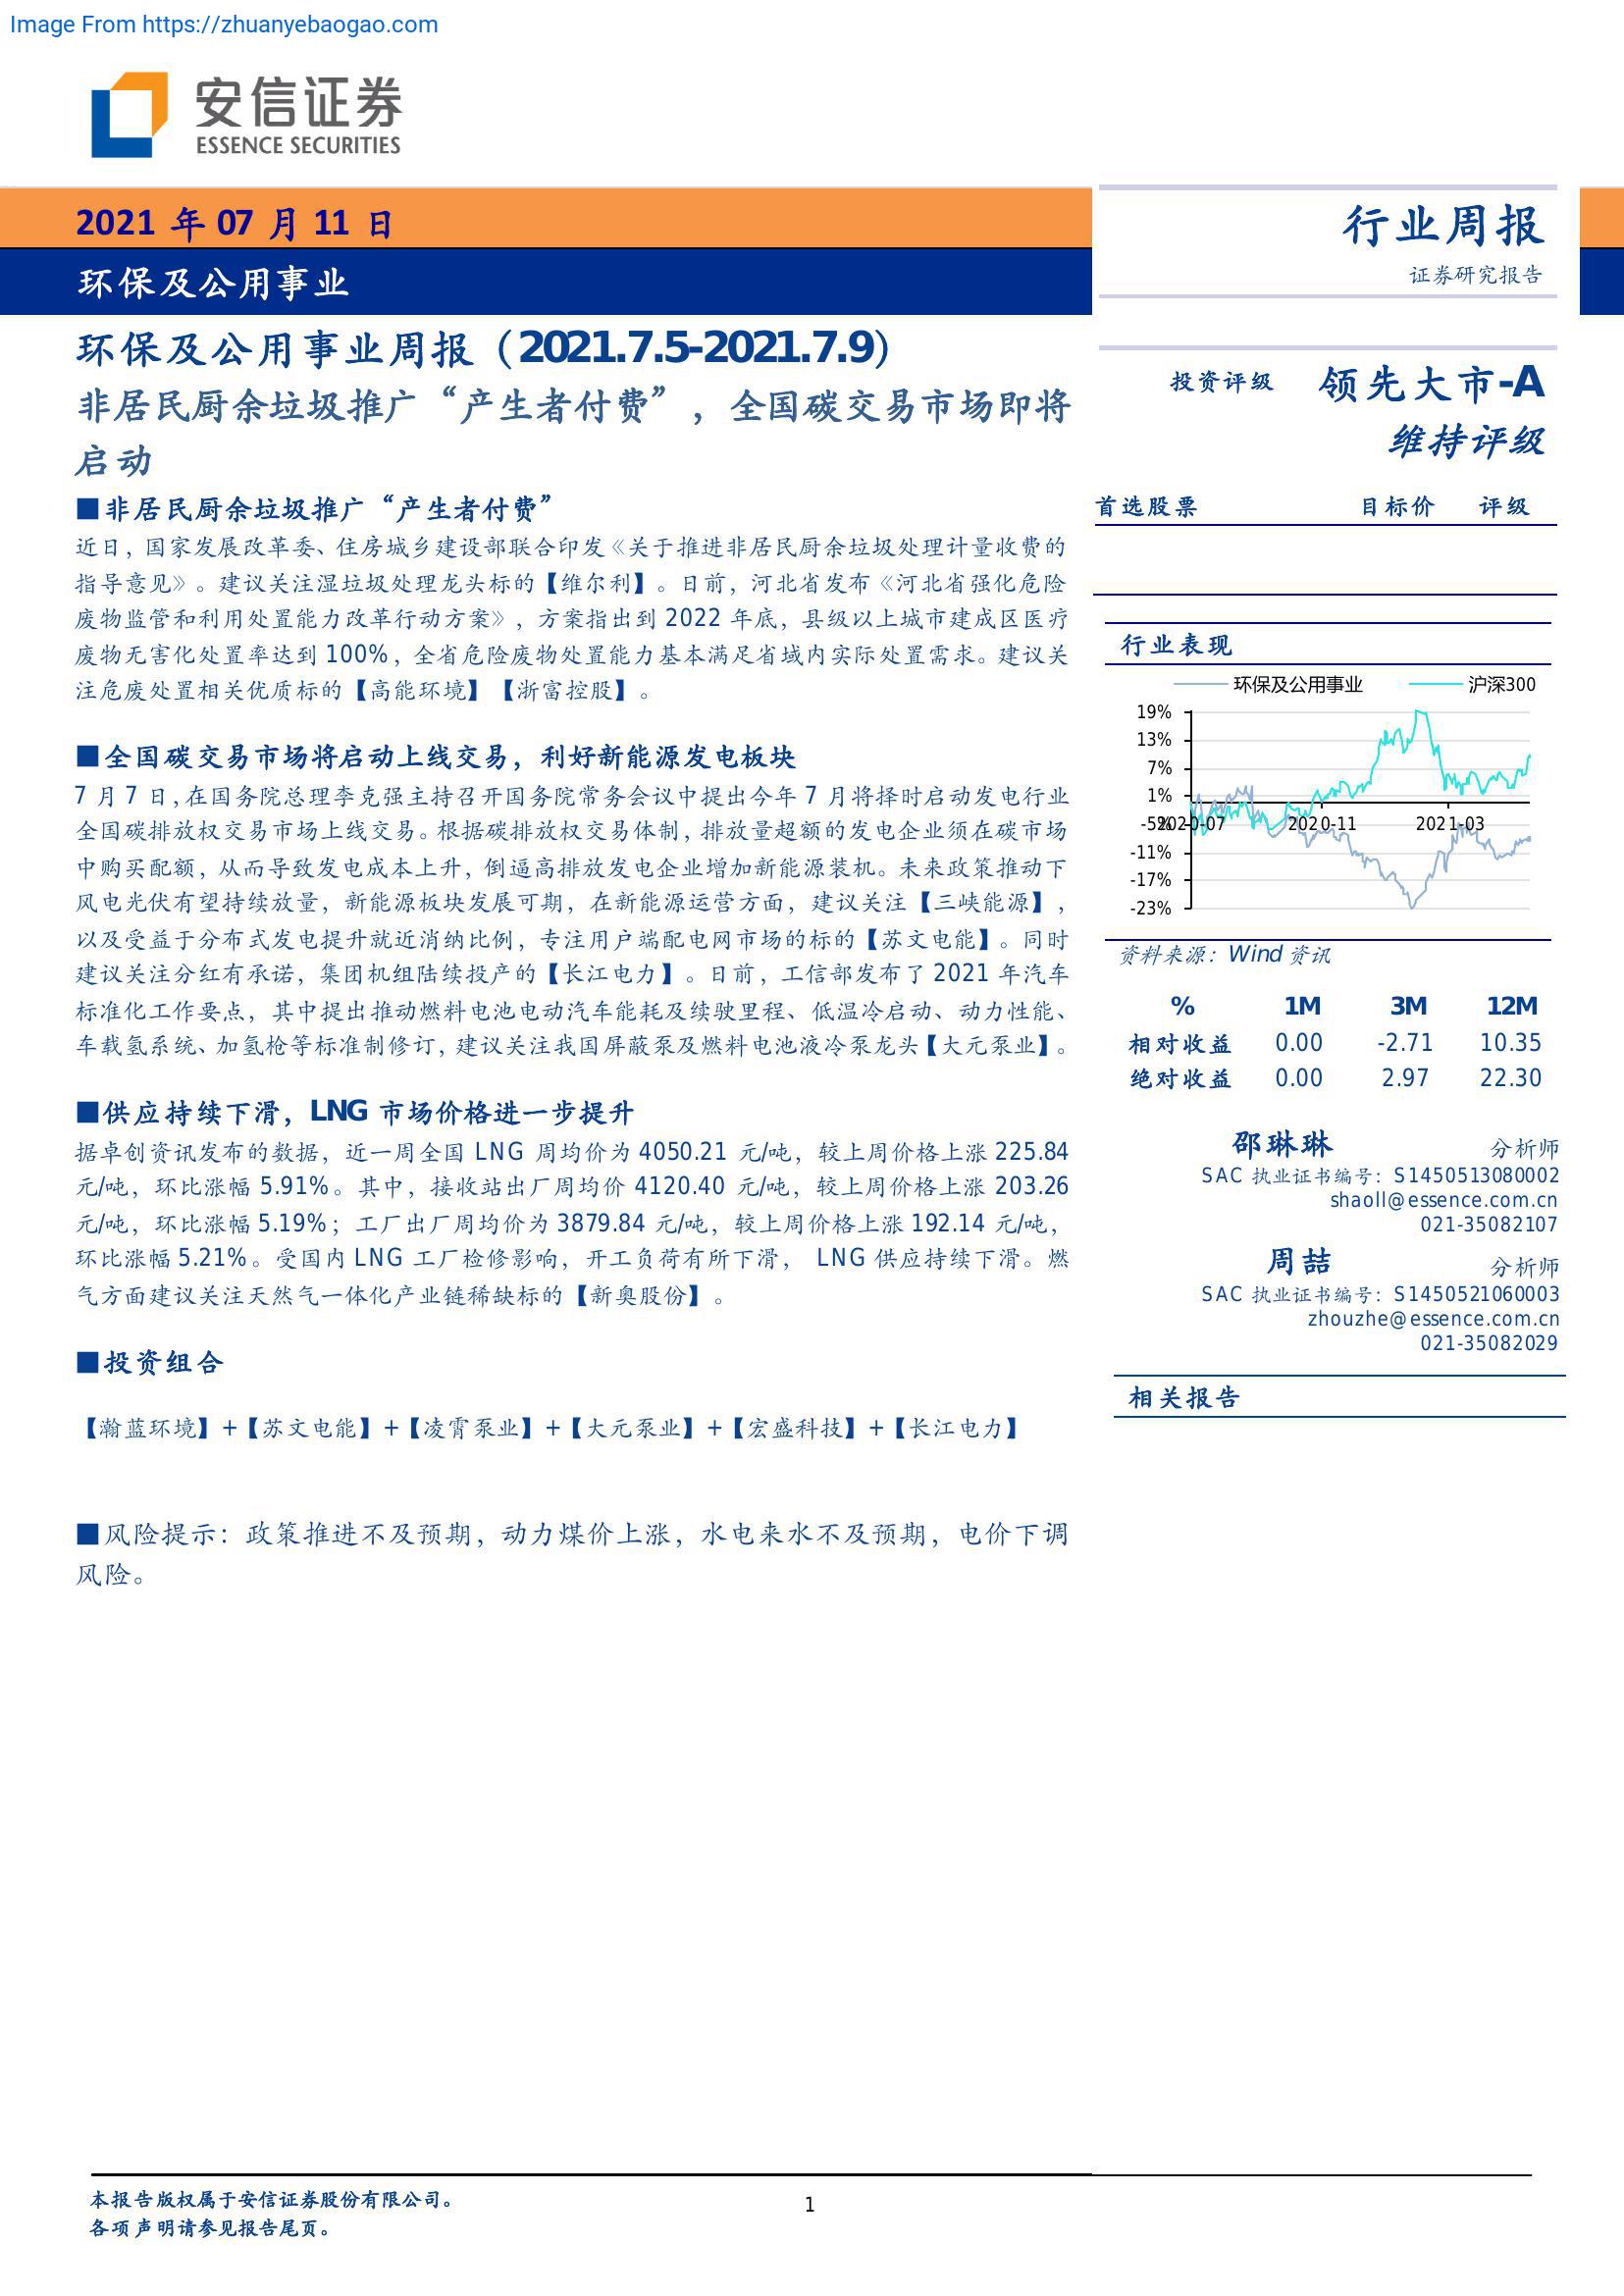 Image From https://zhuanyebaogao.com
安信证券
ESSENCE SECURITIES
2021 年 07 月 11 日
环保及公用事业
行业周报
证券研究报告
环保及公用事业周报（2021.7.5-2021.7.9）
非居民厨余垃圾推广“产生者付费”，全国碳交易市场即将
启动
■非居民厨余垃圾推广“产生者付费”
近日，国家发展改革委、住房城乡建设部联合印发《关于推进非居民厨余垃圾处理计量收费的
指导意见》。建议关注湿垃圾处理龙头标的【维尔利】。日前，河北省发布《河北省强化危险
废物监管和利用处置能力改革行动方案》，方案指出到 2022 年底，县级以上城市建成区医疗
废物无害化处置率达到 100%，全省危险废物处置能力基本满足省域内实际处置需求。建议关
注危废处置相关优质标的【高能环境】【浙富控股】。
■全国碳交易市场将启动上线交易，利好新能源发电板块
7 月 7 日，在国务院总理李克强主持召开国务院常务会议中提出今年 7 月将择时启动发电行业
全国碳排放权交易市场上线交易。根据碳排放权交易体制，排放量超额的发电企业须在碳市场
中购买配额，从而导致发电成本上升，倒逼高排放发电企业增加新能源装机。未来政策推动下
风电光伏有望持续放量，新能源板块发展可期，在新能源运营方面，建议关注【三峡能源】，
以及受益于分布式发电提升就近消纳比例，专注用户端配电网市场的标的【苏文电能】。同时
建议关注分红有承诺，集团机组陆续投产的【长江电力】。日前，工信部发布了 2021 年汽车
标准化工作要点，其中提出推动燃料电池电动汽车能耗及续驶里程、低温冷启动、动力性能、
车载氢系统、加氢枪等标准制修订，建议关注我国屏蔽泵及燃料电池液冷泵龙头【大元泵业】。
■供应持续下滑，LNG 市场价格进一步提升
据卓创资讯发布的数据，近一周全国 LNG 周均价为 4050.21 元/吨，较上周价格上涨 225.84
元/吨，环比涨幅 5.91%。其中，接收站出厂周均价 4120.40 元/吨，较上周价格上涨 203.26
元/吨，环比涨幅 5.19%；工厂出厂周均价为 3879.84 元/吨，较上周价格上涨 192.14 元/吨，
环比涨幅 5.21%。受国内 LNG 工厂检修影响，开工负荷有所下滑， LNG 供应持续下滑。燃
气方面建议关注天然气一体化产业链稀缺标的【新奥股份】。
■投资组合
【瀚蓝环境】+【苏文电能】+【凌霄泵业】+【大元泵业】+【宏盛科技】+【长江电力】
■风险提示：政策推进不及预期，动力煤价上涨，水电来水不及预期，电价下调
风险。
投资评级 领先大市-A
维持评级
首选股票 目标价 评级
行业表现
环保及公用事业 沪深300
19%
13%
7%
1%
-5%
-11%
-17%
-23%
2020-07 2020-11 2021-03
资料来源：Wind 资讯
% 1M 3M 12M
相对收益 0.00 -2.71 10.35
绝对收益 0.00 2.97 22.30
邵琳琳 分析师
SAC 执业证书编号：S1450513080002
shaoll@essence.com.cn
021-35082107
周喆 分析师
SAC 执业证书编号：S1450521060003
zhouzhe@essence.com.cn
021-35082029
相关报告
本报告版权属于安信证券股份有限公司。
各项声明请参见报告尾页。
1